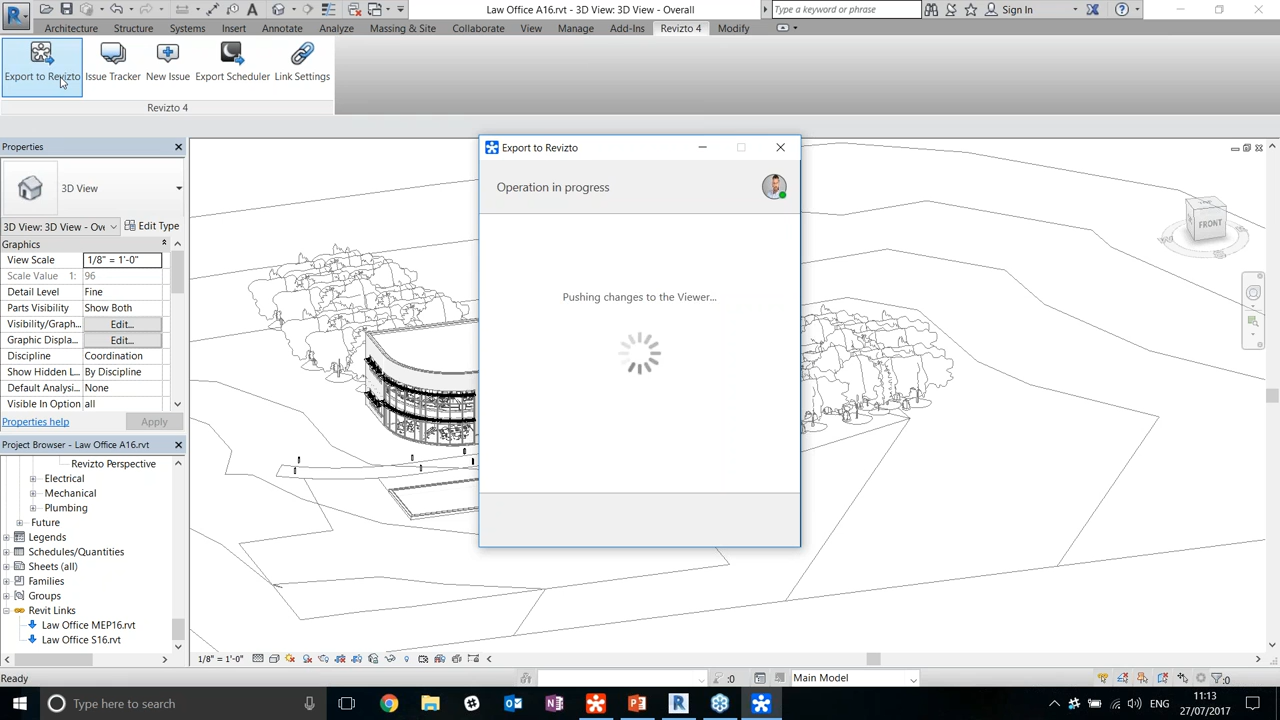 Law Office A16.rvt - 3D View: 3D View - Overall
Type a keyword or phrase
Sign In
Architecture Structure Systems Insert Annotate Analyze Massing & Site Collaborate View Manage Add-Ins Revizto 4 Modify
Export to Revizto Issue Tracker New Issue Export Scheduler Link Settings
Revizto 4
Properties
3D View
3D View: 3D View - Ove
Edit Type
Graphics
View Scale 1/8" = 1'-0"
Scale Value 1: 96
Detail Level Fine
Parts Visibility Show Both
Visibility/Graph... Edit...
Graphic Displa... Edit...
Discipline Coordination
Show Hidden L... By Discipline
Default Analysi... None
Visible In Option all
Properties help Apply
Project Browser - Law Office A16.rvt
Revizto Perspective
Electrical
Mechanical
Plumbing
Future
Legends
Schedules/Quantities
Sheets (all)
Families
Groups
Revit Links
Law Office MEP16.rvt
Law Office S16.rvt
Export to Revizto
Operation in progress
Pushing changes to the Viewer...
FRONT
1/8" = 1'-0"
Ready
:0
Main Model
:0
Type here to search
ENG
11:13
27/07/2017